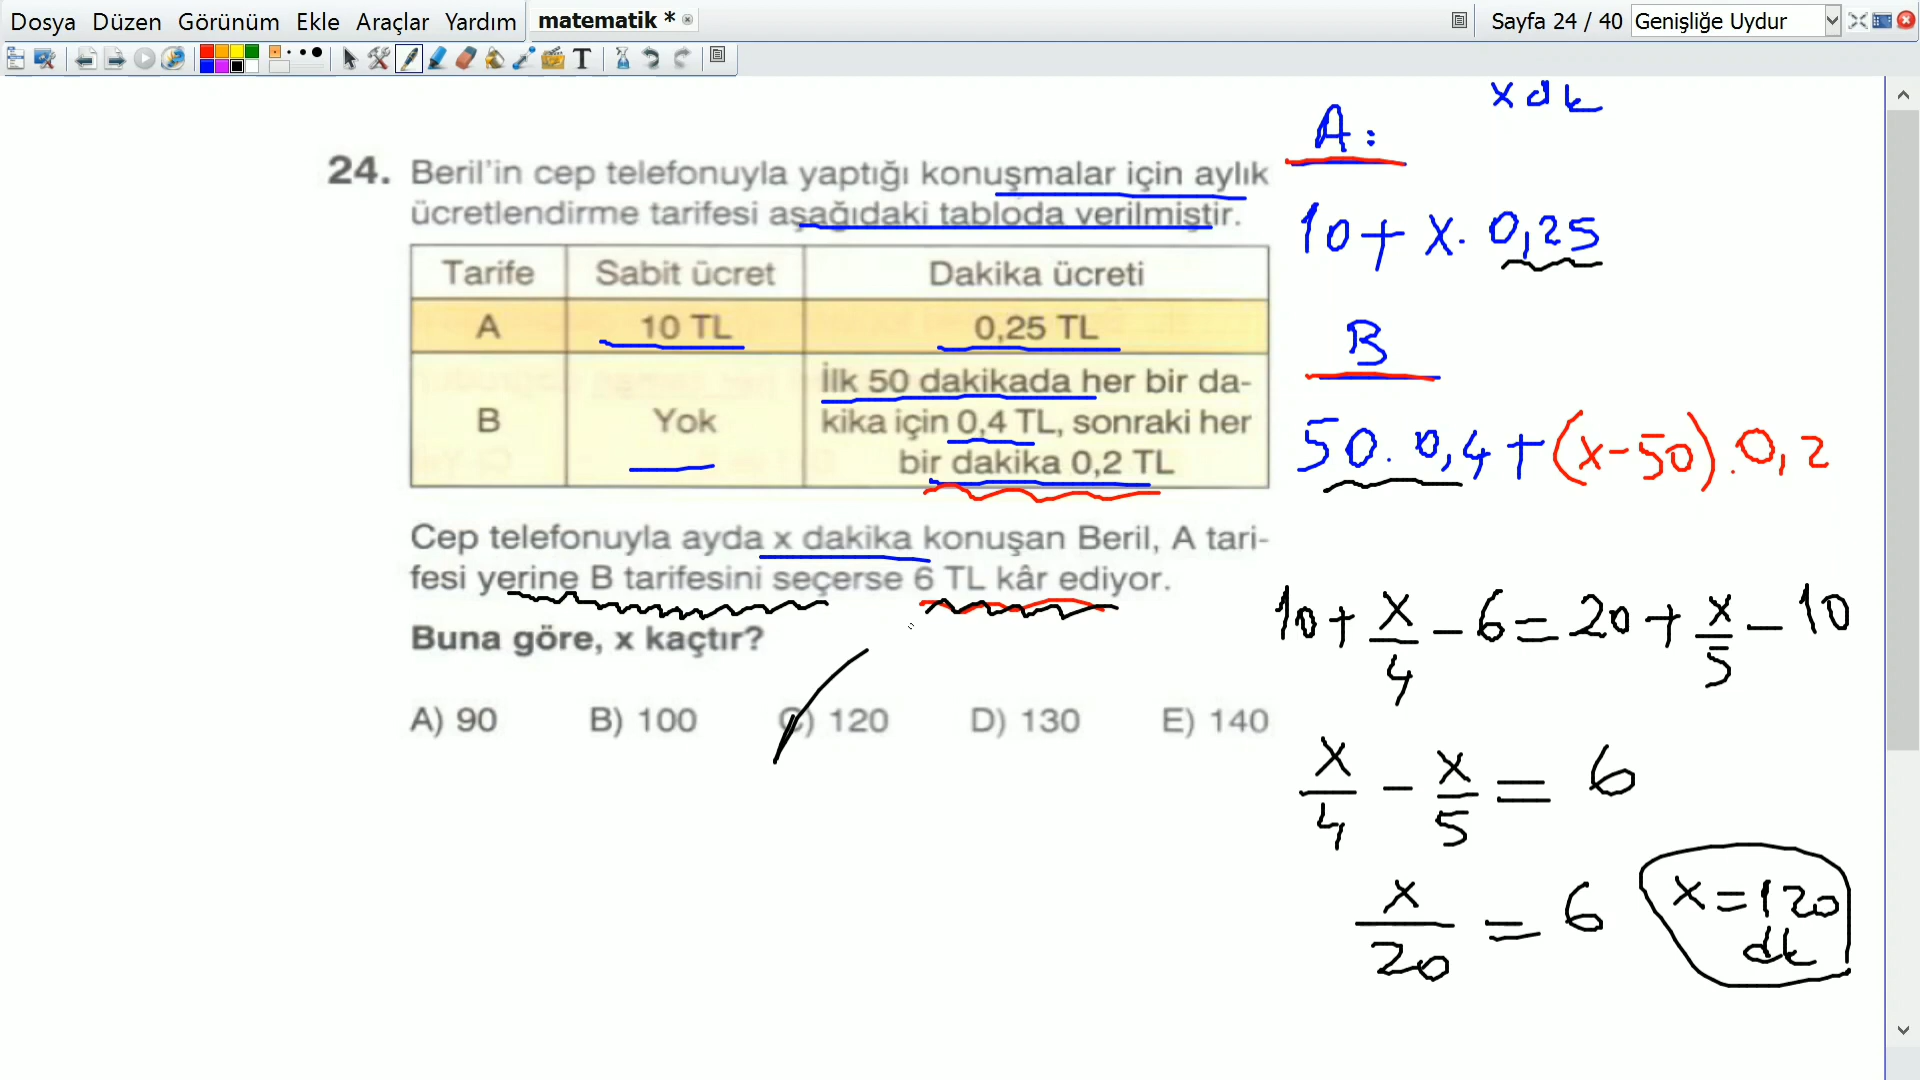 Dosya Düzen Görünüm Ekle Araçlar Yardım matematik * Sayfa 24 / 40 Genişliğe Uydur
T
24. Beril'in cep telefonuyla yaptığı konuşmalar için aylık
ücretlendirme tarifesi aşağıdaki tabloda verilmiştir.
Tarife Sabit ücret Dakika ücreti
A 10 TL 0,25 TL
B Yok İlk 50 dakikada her bir da-
kika için 0,4 TL, sonraki her
bir dakika 0,2 TL
Cep telefonuyla ayda x dakika konuşan Beril, A tari-
fesi yerine B tarifesini seçerse 6 TL kâr ediyor.
Buna göre, x kaçtır?
A) 90 B) 100 C) 120 D) 130 E) 140
x dk
A:
10 + x. 0,25
B
50. 0,4 + (x-50). 0,2
10 + x/4 - 6 = 20 + x/5 - 10
x/4 - x/5 = 6
x/20 = 6
x = 120
dk